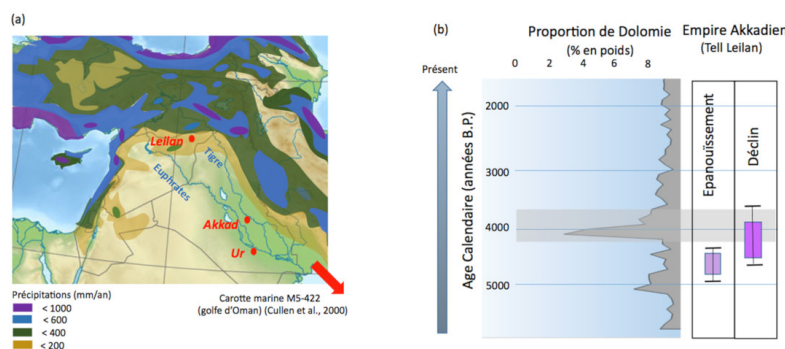 (a)
Leilan
Tigre
Euphrates
Akkad
Ur
Précipitations (mm/an)
< 1000
< 600
< 400
< 200
Carotte marine M5-422
(golfe d'Oman) (Cullen et al., 2000)
(b)
Proportion de Dolomie
(% en poids)
Empire Akkadien
(Tell Leilan)
Présent
0 2 4 6 8
Age Calendaire (années B.P.)
2000
3000
4000
5000
Epanouïssement
Déclin